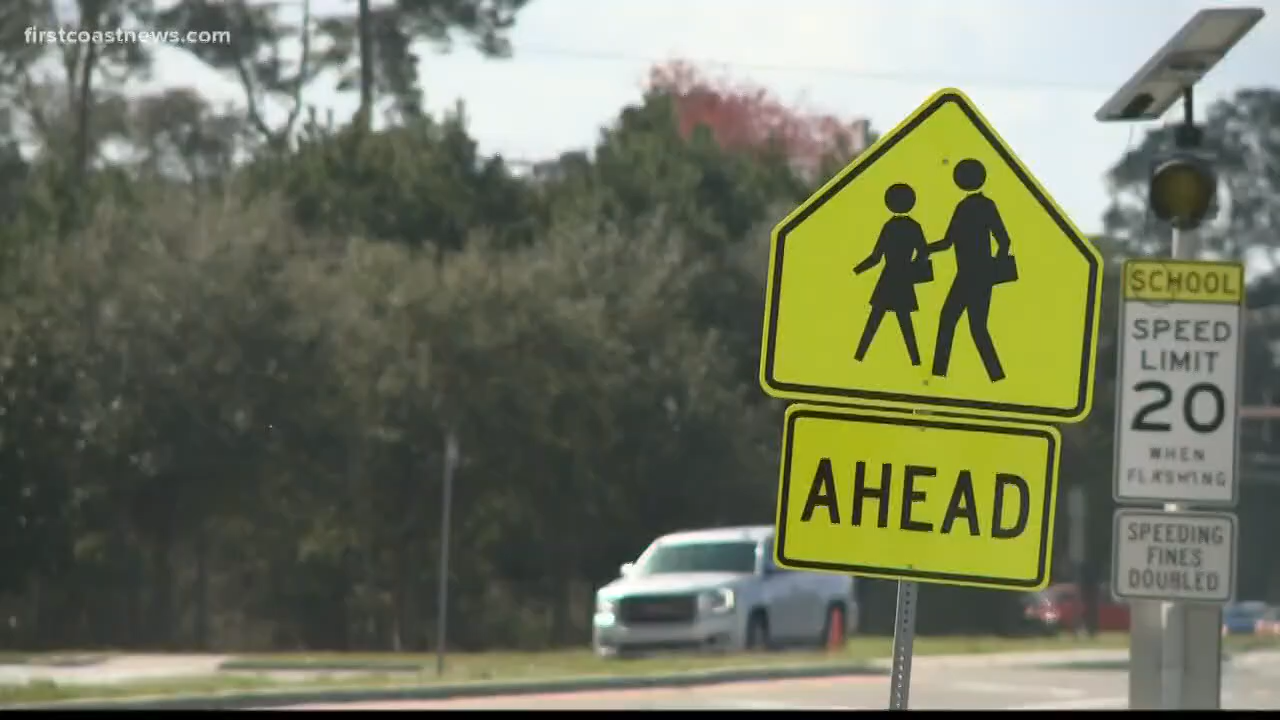 firstcoastnews.com
AHEAD
SCHOOL
SPEED
LIMIT
20
WHEN
FLASHING
SPEEDING
FINES
DOUBLED